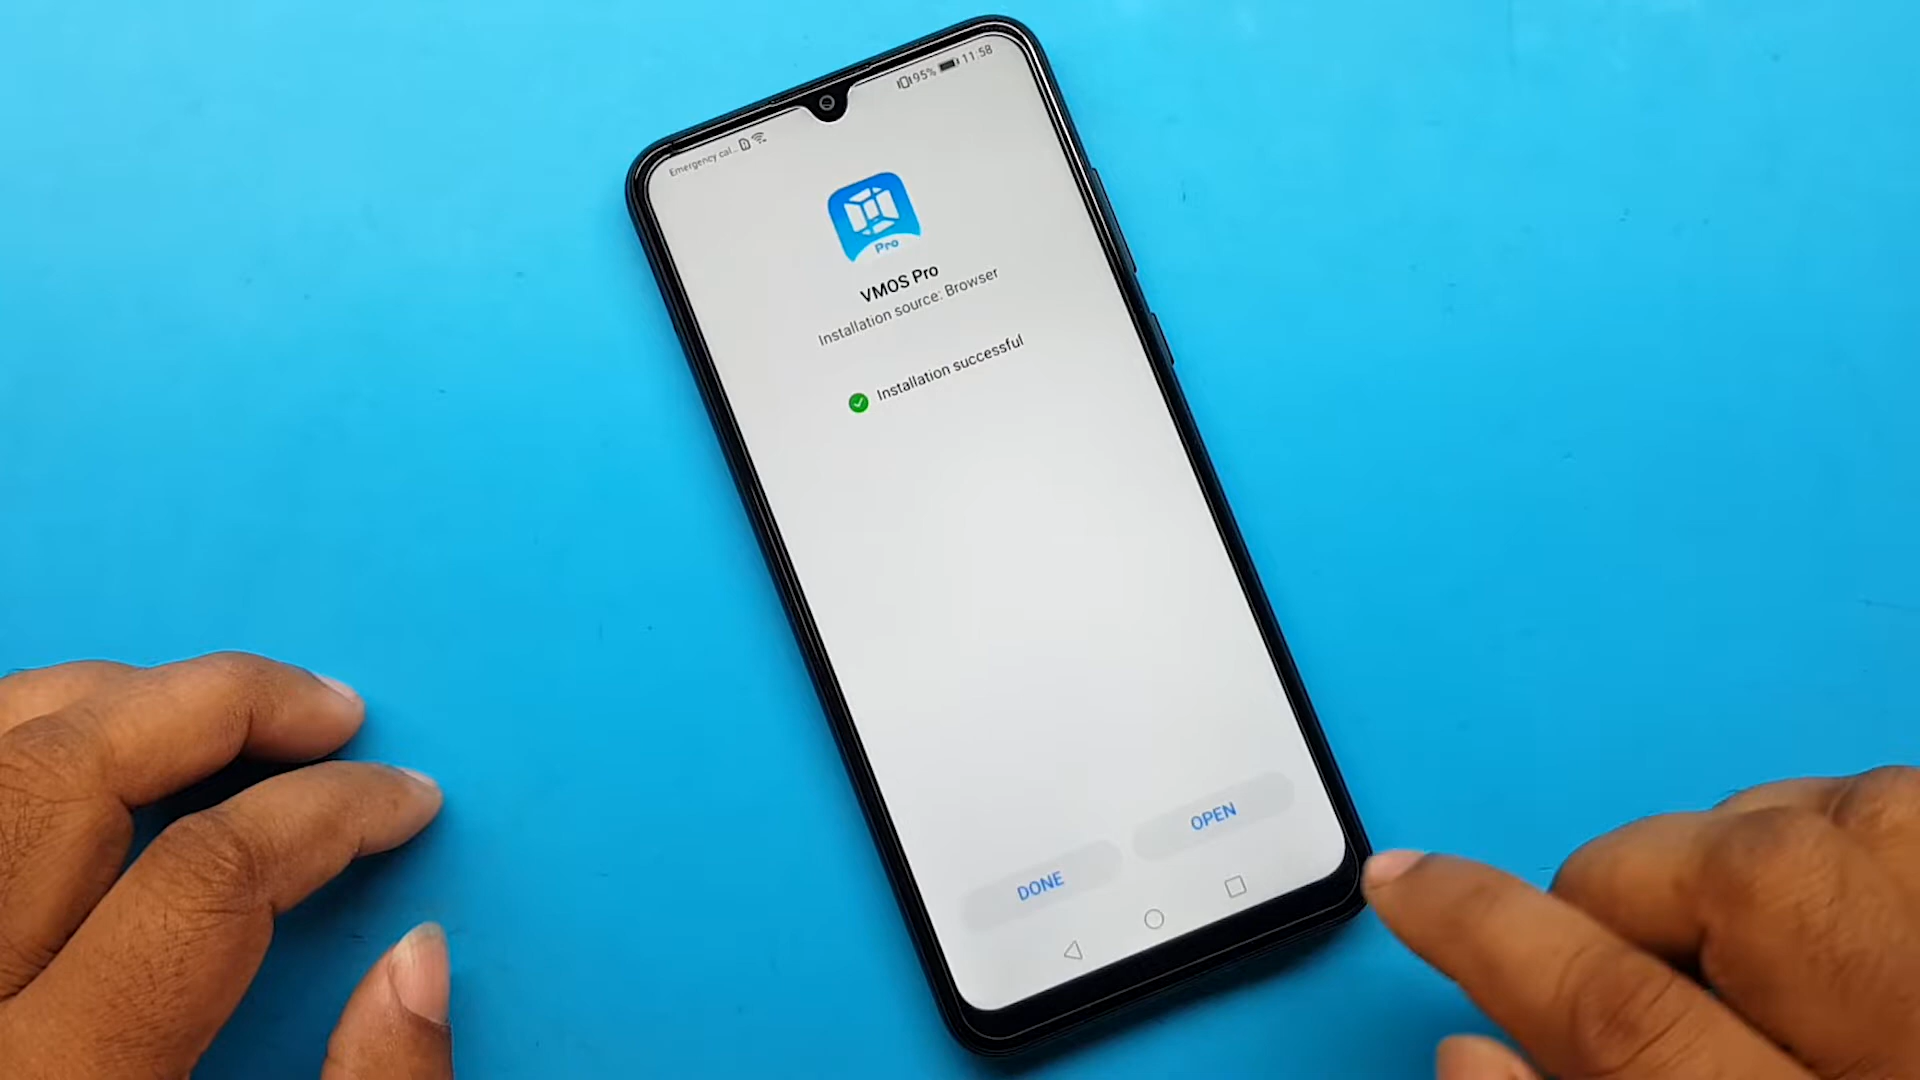 Emergency cal...
95% 11:58
Pro
VMOS Pro
Installation source: Browser
Installation successful
DONE
OPEN